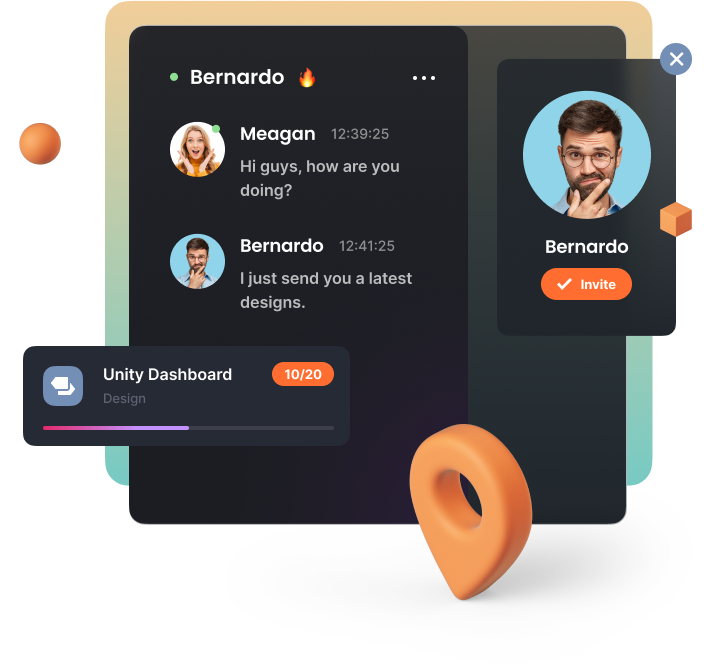 Bernardo 🔥
Meagan 12:39:25
Hi guys, how are you
doing?
Bernardo 12:41:25
I just send you a latest
designs.
Bernardo
Invite
Unity Dashboard 10/20
Design